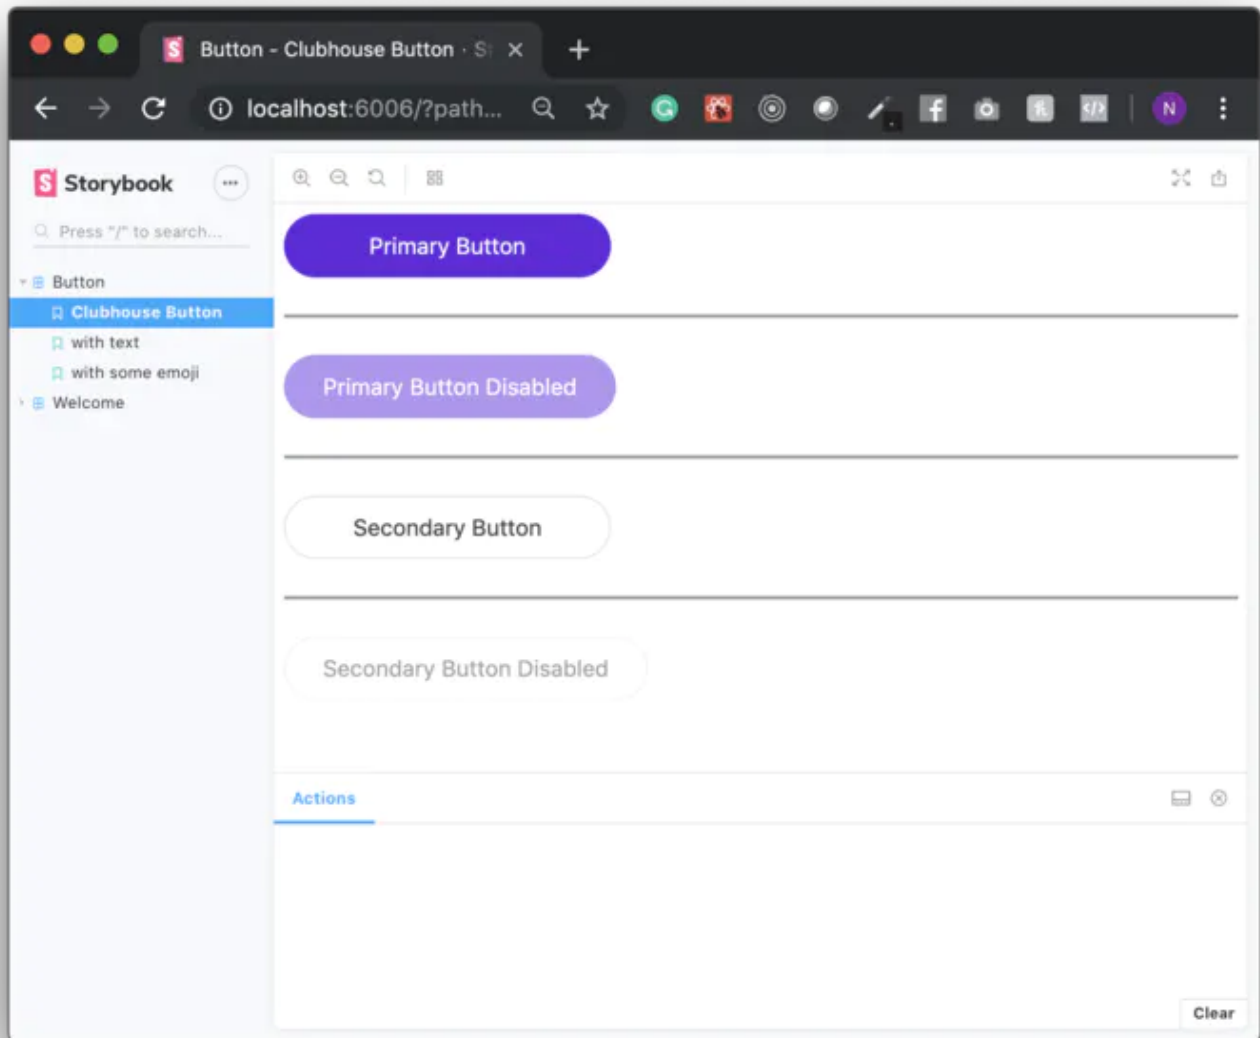 Button - Clubhouse Button · S
localhost:6006/?path...
N
Storybook
Press "/" to search...
Button
Clubhouse Button
with text
with some emoji
Welcome
Primary Button
Primary Button Disabled
Secondary Button
Secondary Button Disabled
Actions
Clear